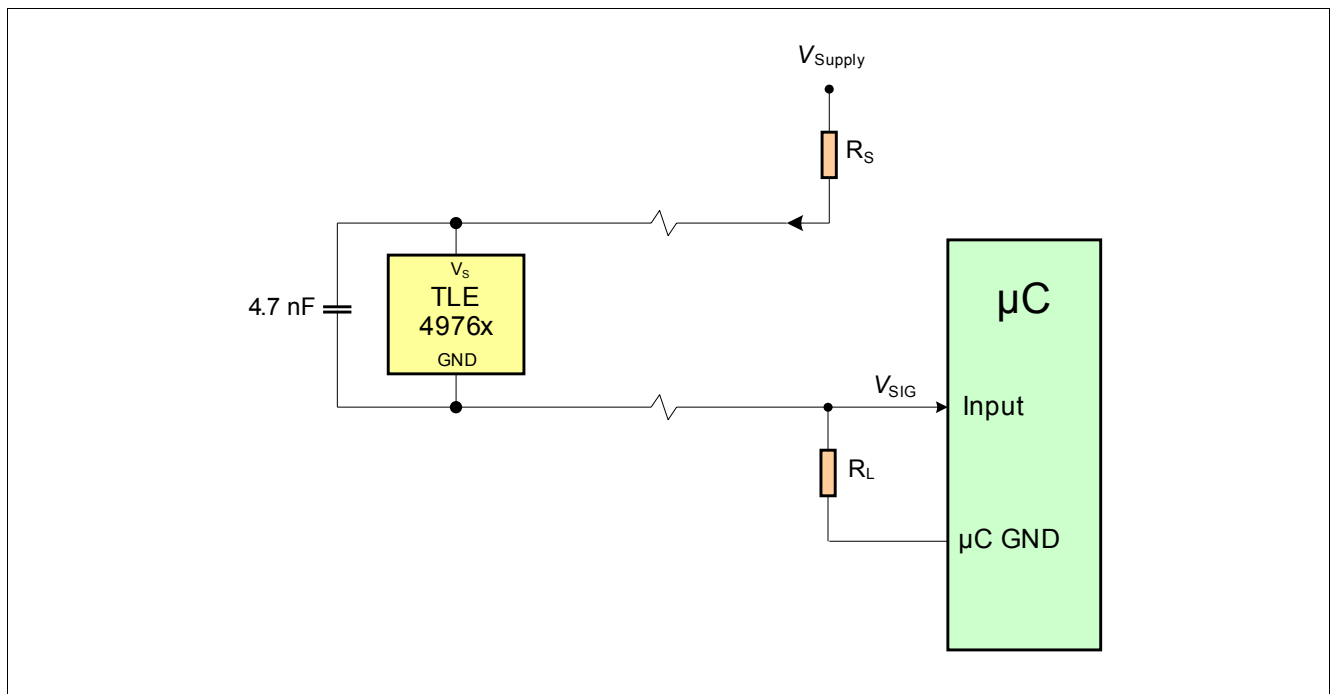 VSupply
RS
VS
TLE
4976x
GND
4.7 nF
µC
VSIG
Input
RL
µC GND